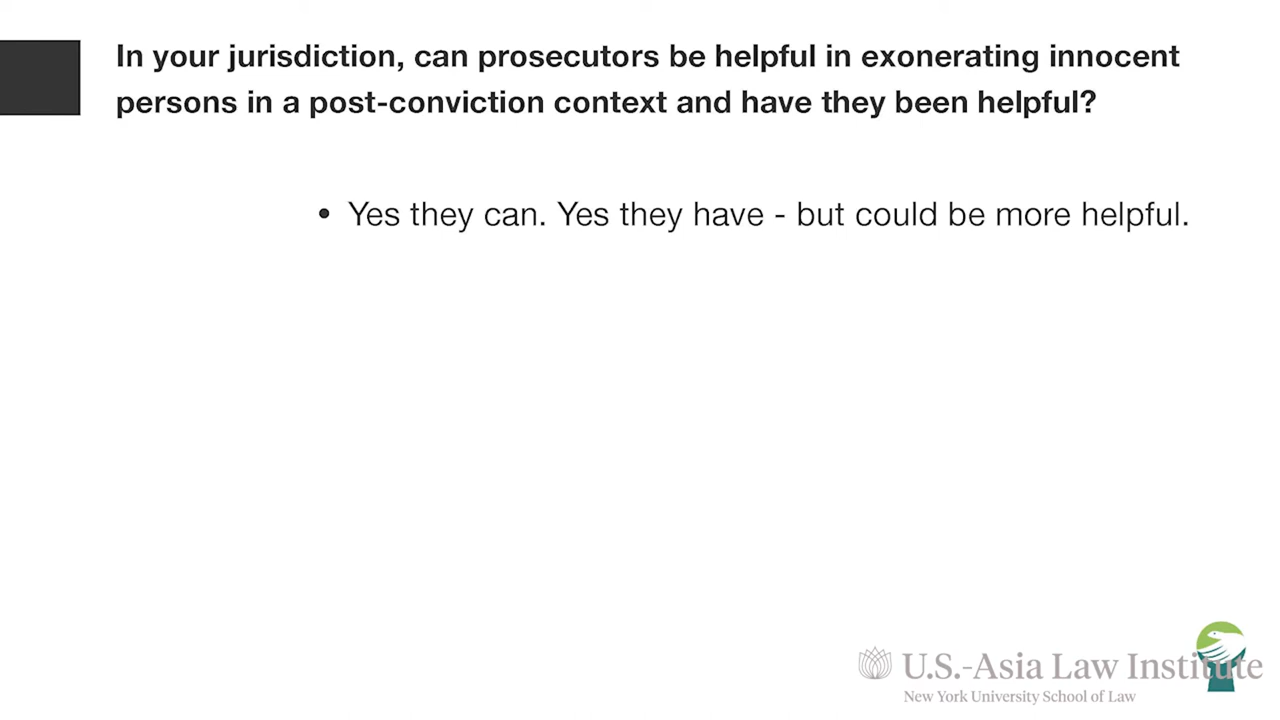 In your jurisdiction, can prosecutors be helpful in exonerating innocent
persons in a post-conviction context and have they been helpful?
• Yes they can. Yes they have - but could be more helpful.
U.S.-Asia Law Institute
New York University School of Law